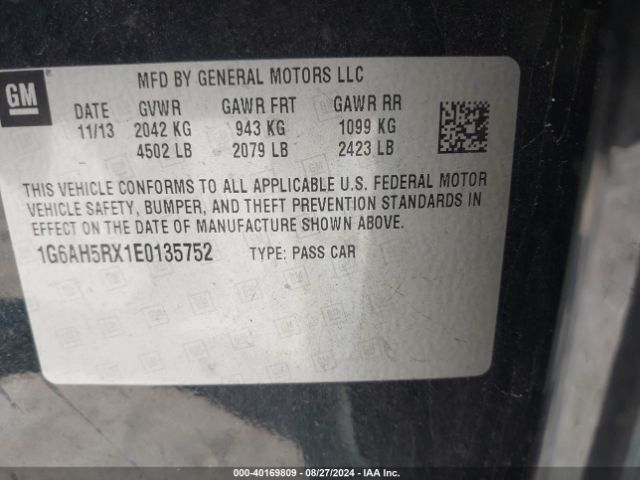 GM
MFD BY GENERAL MOTORS LLC
DATE GVWR GAWR FRT GAWR RR
11/13 2042 KG 943 KG 1099 KG
4502 LB 2079 LB 2423 LB
THIS VEHICLE CONFORMS TO ALL APPLICABLE U.S. FEDERAL MOTOR
VEHICLE SAFETY, BUMPER, AND THEFT PREVENTION STANDARDS IN
EFFECT ON THE DATE OF MANUFACTURE SHOWN ABOVE.
1G6AH5RX1E0135752 TYPE: PASS CAR
000-40169809 - 08/27/2024 - IAA Inc.